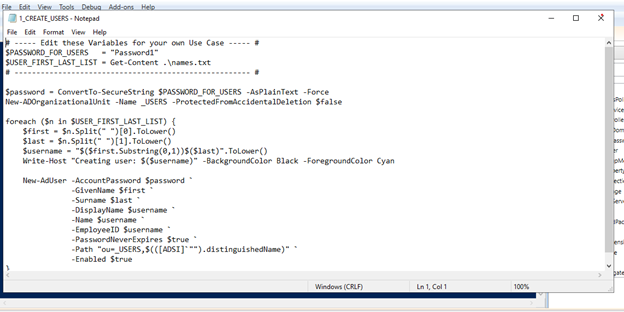 File Edit View Tools Debug Add-ons Help
1_CREATE_USERS - Notepad
File Edit Format View Help
# ----- Edit these Variables for your own Use Case ----- #
$PASSWORD_FOR_USERS = "Password1"
$USER_FIRST_LAST_LIST = Get-Content .\names.txt
# ------------------------------------------------------ #
$password = ConvertTo-SecureString $PASSWORD_FOR_USERS -AsPlainText -Force
New-ADOrganizationalUnit -Name _USERS -ProtectedFromAccidentalDeletion $false
foreach ($n in $USER_FIRST_LAST_LIST) {
$first = $n.Split(" ")[0].ToLower()
$last = $n.Split(" ")[1].ToLower()
$username = "$($first.Substring(0,1))$($last)".ToLower()
Write-Host "Creating user: $($username)" -BackgroundColor Black -ForegroundColor Cyan
New-AdUser -AccountPassword $password `
-GivenName $first `
-Surname $last `
-DisplayName $username `
-Name $username `
-EmployeeID $username `
-PasswordNeverExpires $true `
-Path "ou=_USERS,$(([ADSI]`"").distinguishedName)" `
-Enabled $true
}
Windows (CRLF) Ln 1, Col 1 100%